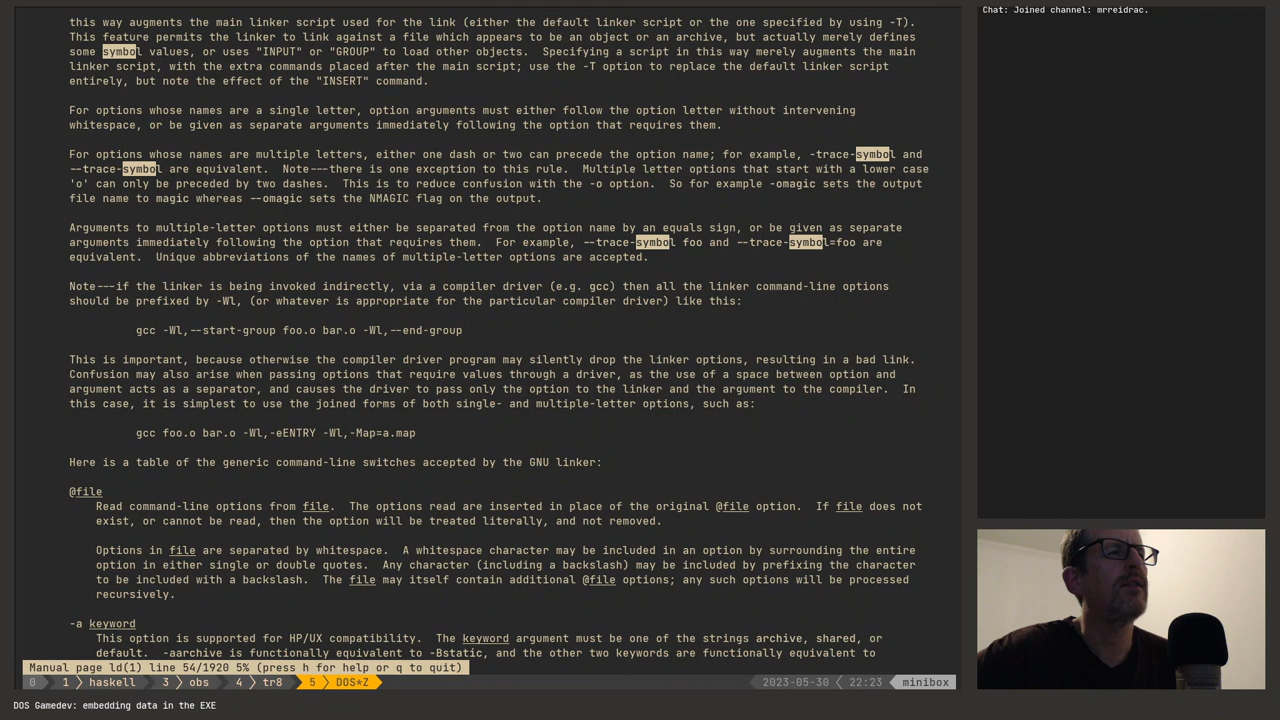 this way augments the main linker script used for the link (either the default linker script or the one specified by using -T).
This feature permits the linker to link against a file which appears to be an object or an archive, but actually merely defines
some symbol values, or uses "INPUT" or "GROUP" to load other objects.  Specifying a script in this way merely augments the main
linker script, with the extra commands placed after the main script; use the -T option to replace the default linker script
entirely, but note the effect of the "INSERT" command.
For options whose names are a single letter, option arguments must either follow the option letter without intervening
whitespace, or be given as separate arguments immediately following the option that requires them.
For options whose names are multiple letters, either one dash or two can precede the option name; for example, -trace-symbol and
--trace-symbol are equivalent.  Note---there is one exception to this rule.  Multiple letter options that start with a lower case
'o' can only be preceded by two dashes.  This is to reduce confusion with the -o option.  So for example -omagic sets the output
file name to magic whereas --omagic sets the NMAGIC flag on the output.
Arguments to multiple-letter options must either be separated from the option name by an equals sign, or be given as separate
arguments immediately following the option that requires them.  For example, --trace-symbol foo and --trace-symbol=foo are
equivalent.  Unique abbreviations of the names of multiple-letter options are accepted.
Note---if the linker is being invoked indirectly, via a compiler driver (e.g. gcc) then all the linker command-line options
should be prefixed by -Wl, (or whatever is appropriate for the particular compiler driver) like this:
gcc -Wl,--start-group foo.o bar.o -Wl,--end-group
This is important, because otherwise the compiler driver program may silently drop the linker options, resulting in a bad link.
Confusion may also arise when passing options that require values through a driver, as the use of a space between option and
argument acts as a separator, and causes the driver to pass only the option to the linker and the argument to the compiler.  In
this case, it is simplest to use the joined forms of both single- and multiple-letter options, such as:
gcc foo.o bar.o -Wl,-eENTRY -Wl,-Map=a.map
Here is a table of the generic command-line switches accepted by the GNU linker:
@file
Read command-line options from file.  The options read are inserted in place of the original @file option.  If file does not
exist, or cannot be read, then the option will be treated literally, and not removed.
Options in file are separated by whitespace.  A whitespace character may be included in an option by surrounding the entire
option in either single or double quotes.  Any character (including a backslash) may be included by prefixing the character
to be included with a backslash.  The file may itself contain additional @file options; any such options will be processed
recursively.
-a keyword
This option is supported for HP/UX compatibility.  The keyword argument must be one of the strings archive, shared, or
default.  -aarchive is functionally equivalent to -Bstatic, and the other two keywords are functionally equivalent to
Manual page ld(1) line 54/1920 5% (press h for help or q to quit)
0 1 haskell 3 obs 4 tr8 5 DOS*Z 2023-05-30 22:23 minibox
DOS Gamedev: embedding data in the EXE
Chat: Joined channel: mrreidrac.